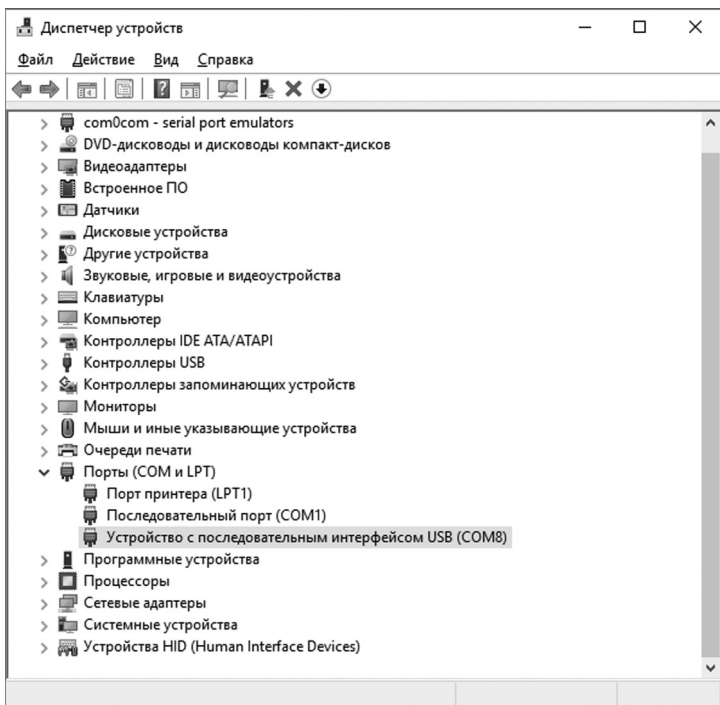 Диспетчер устройств
Файл Действие Вид Справка
com0com - serial port emulators
DVD-дисководы и дисководы компакт-дисков
Видеоадаптеры
Встроенное ПО
Датчики
Дисковые устройства
Другие устройства
Звуковые, игровые и видеоустройства
Клавиатуры
Компьютер
Контроллеры IDE ATA/ATAPI
Контроллеры USB
Контроллеры запоминающих устройств
Мониторы
Мыши и иные указывающие устройства
Очереди печати
Порты (COM и LPT)
Порт принтера (LPT1)
Последовательный порт (COM1)
Устройство с последовательным интерфейсом USB (COM8)
Программные устройства
Процессоры
Сетевые адаптеры
Системные устройства
Устройства HID (Human Interface Devices)